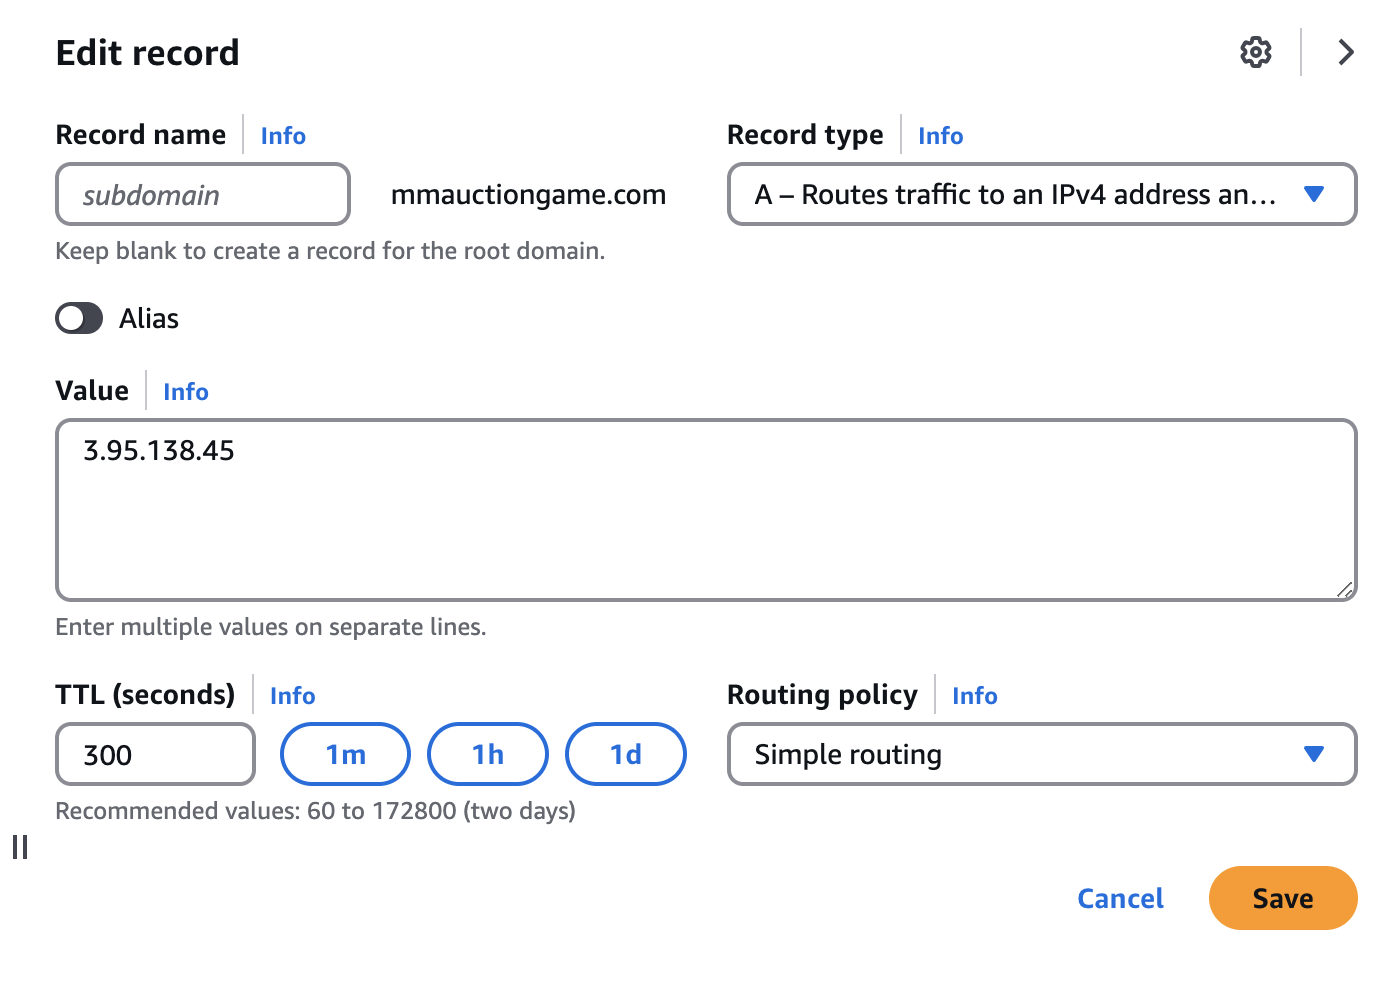 Edit record
Record name Info
subdomain mmauctiongame.com
Keep blank to create a record for the root domain.
Record type Info
A – Routes traffic to an IPv4 address an...
Alias
Value Info
3.95.138.45
Enter multiple values on separate lines.
TTL (seconds) Info
300 1m 1h 1d
Recommended values: 60 to 172800 (two days)
Routing policy Info
Simple routing
Cancel Save